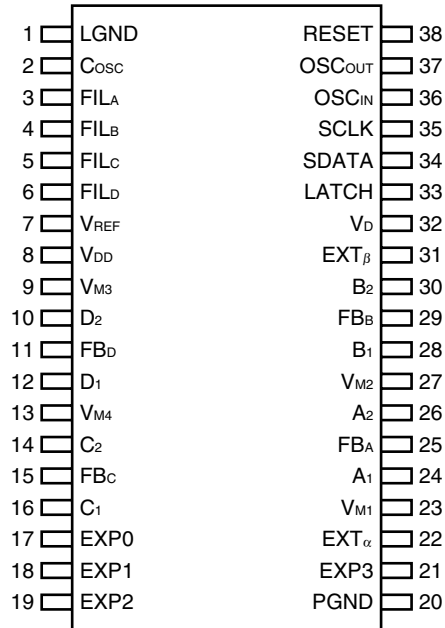 1 LGND RESET 38
2 COSC OSCOUT 37
3 FILA OSCIN 36
4 FILB SCLK 35
5 FILC SDATA 34
6 FILD LATCH 33
7 VREF VD 32
8 VDD EXTβ 31
9 VM3 B2 30
10 D2 FBB 29
11 FBD B1 28
12 D1 VM2 27
13 VM4 A2 26
14 C2 FBA 25
15 FBC A1 24
16 C1 VM1 23
17 EXP0 EXTα 22
18 EXP1 EXP3 21
19 EXP2 PGND 20